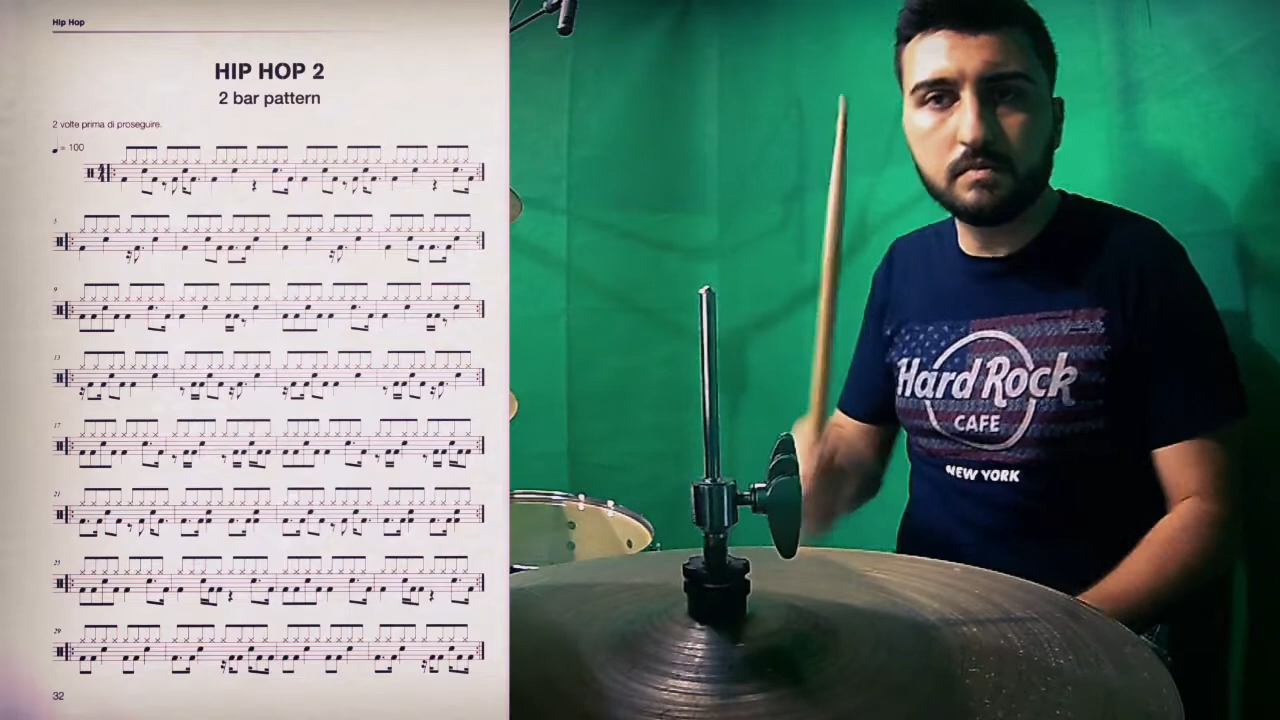 Hip Hop
HIP HOP 2
2 bar pattern
2 volte prima di proseguire.
= 100
5
9
13
17
21
25
29
32
Hard Rock
CAFE
NEW YORK